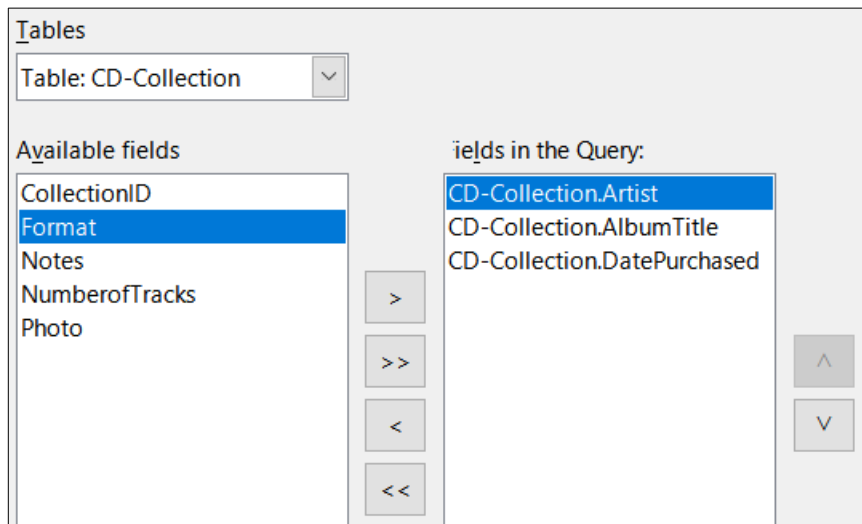 Tables
Table: CD-Collection
Available fields
CollectionID
Format
Notes
NumberofTracks
Photo
>
>>
<
<<
Fields in the Query:
CD-Collection.Artist
CD-Collection.AlbumTitle
CD-Collection.DatePurchased